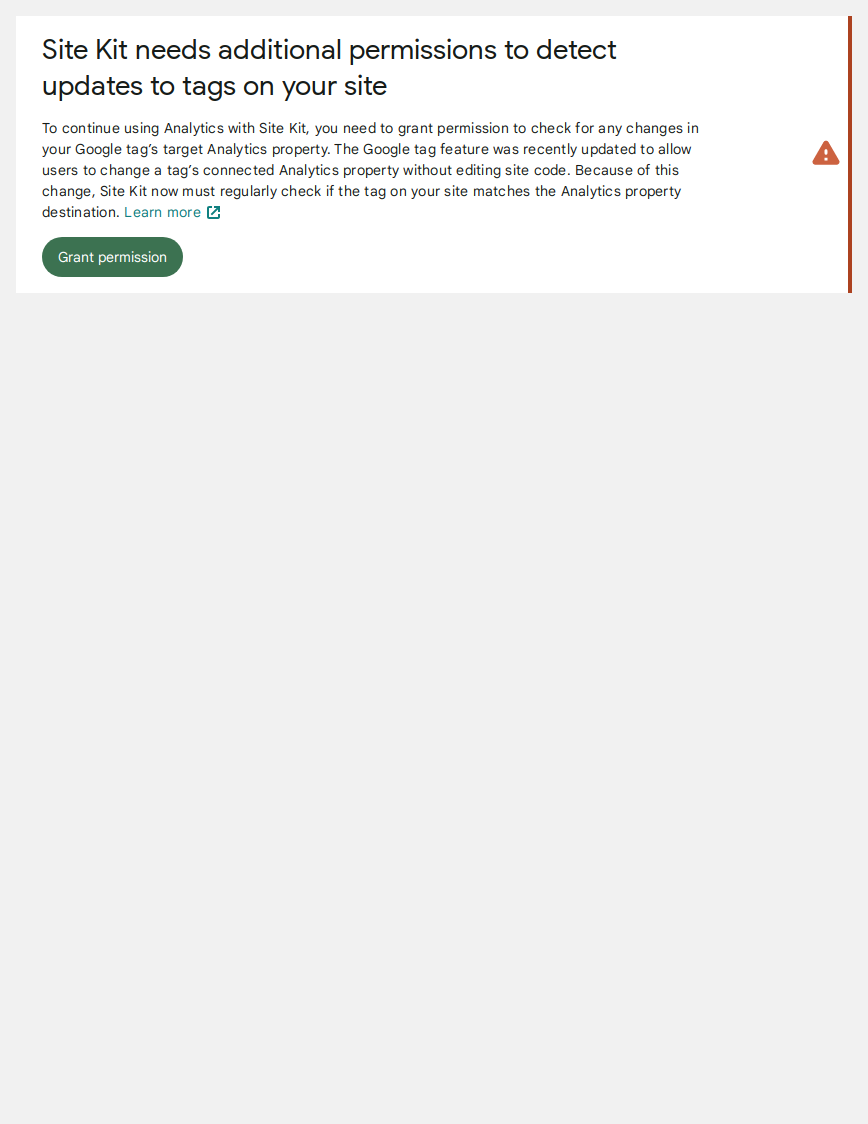 Site Kit needs additional permissions to detect
updates to tags on your site
To continue using Analytics with Site Kit, you need to grant permission to check for any changes in
your Google tag’s target Analytics property. The Google tag feature was recently updated to allow
users to change a tag’s connected Analytics property without editing site code. Because of this
change, Site Kit now must regularly check if the tag on your site matches the Analytics property
destination. Learn more
Grant permission